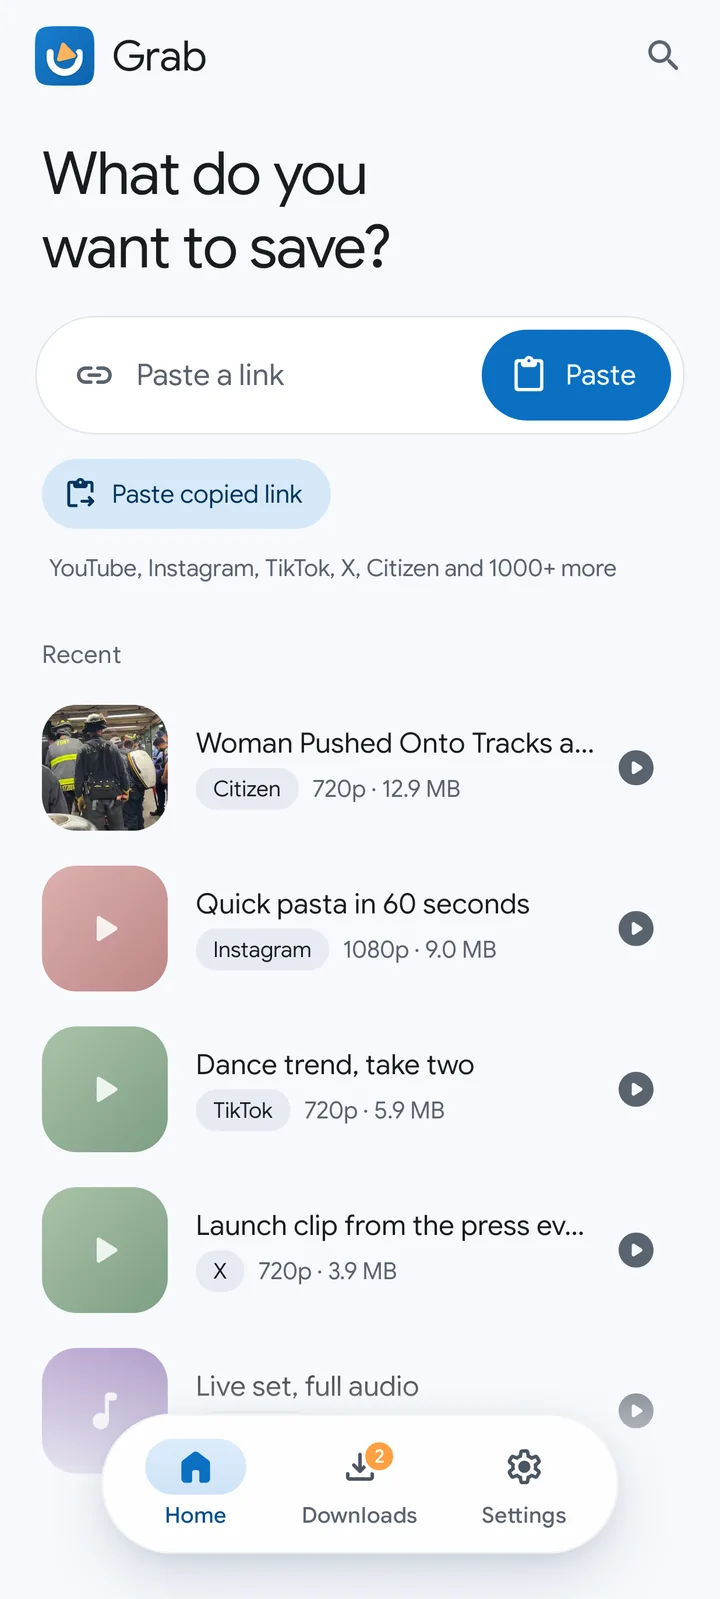 Grab
What do you
want to save?
Paste a link
Paste
Paste copied link
YouTube, Instagram, TikTok, X, Citizen and 1000+ more
Recent
Woman Pushed Onto Tracks a...
Citizen 720p · 12.9 MB
Quick pasta in 60 seconds
Instagram 1080p · 9.0 MB
Dance trend, take two
TikTok 720p · 5.9 MB
Launch clip from the press ev...
X 720p · 3.9 MB
Live set, full audio
2
Home
Downloads
Settings